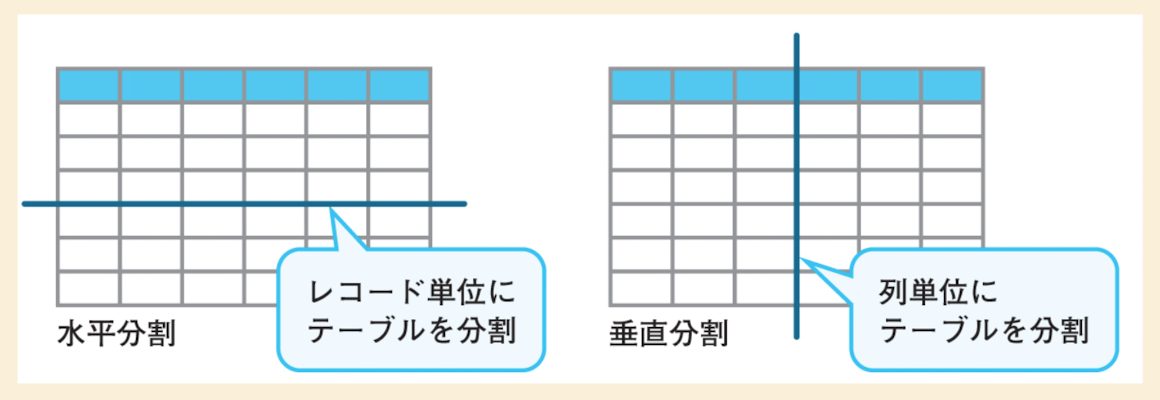 レコード単位に
テーブルを分割
水平分割
列単位に
テーブルを分割
垂直分割